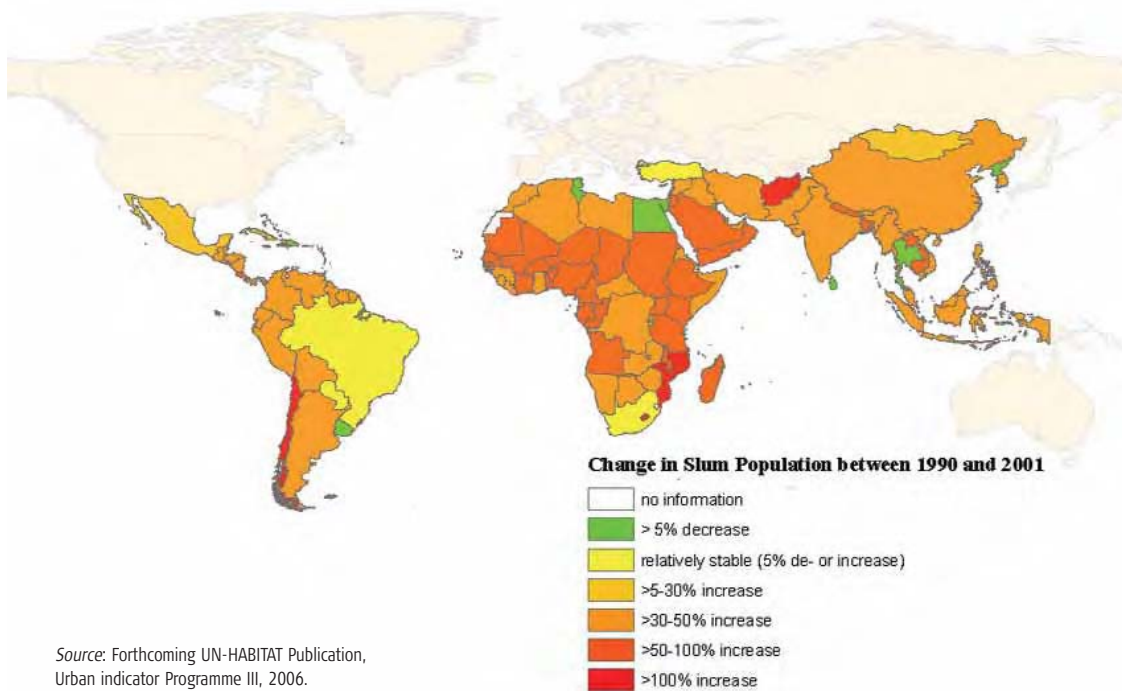 Change in Slum Population between 1990 and 2001
no information
> 5% decrease
relatively stable (5% de- or increase)
>5-30% increase
>30-50% increase
>50-100% increase
>100% increase
Source: Forthcoming UN-HABITAT Publication,
Urban indicator Programme III, 2006.